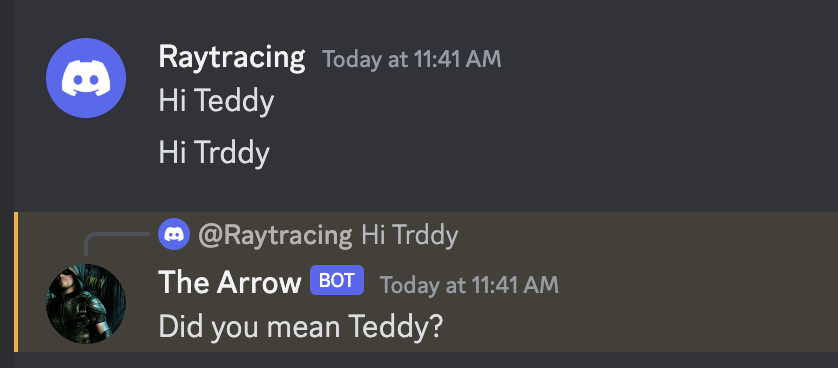 Raytracing Today at 11:41 AM
Hi Teddy
Hi Trddy
@Raytracing Hi Trddy
The Arrow BOT Today at 11:41 AM
Did you mean Teddy?